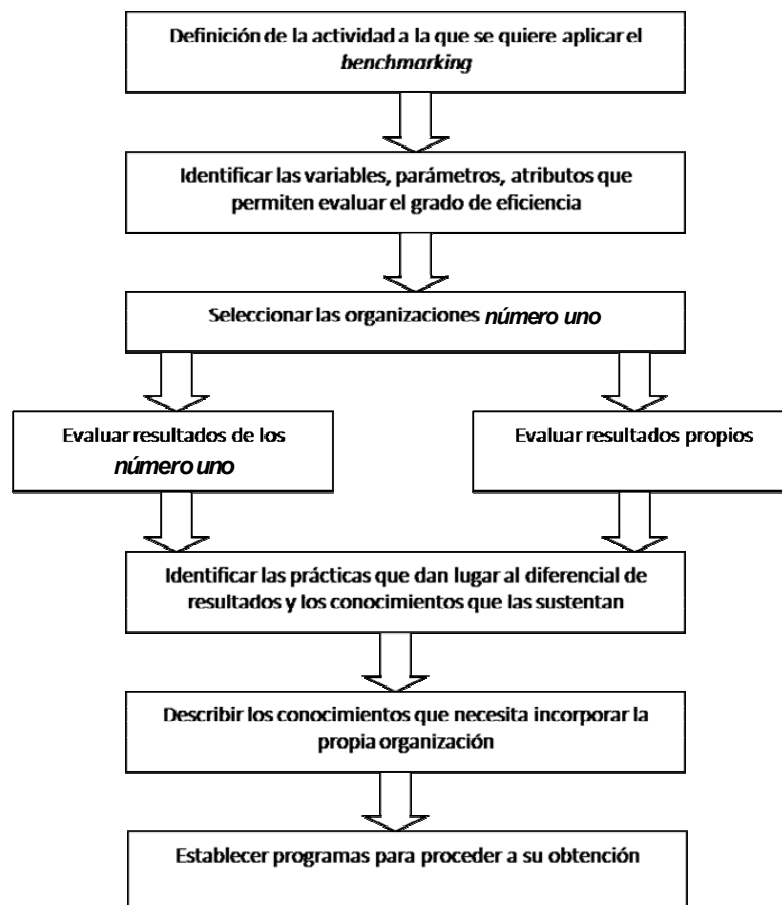 Definición de la actividad a la que se quiere aplicar el
benchmarking
Identificar las variables, parámetros, atributos que
permiten evaluar el grado de eficiencia
Seleccionar las organizaciones número uno
Evaluar resultados de los
número uno
Evaluar resultados propios
Identificar las prácticas que dan lugar al diferencial de
resultados y los conocimientos que las sustentan
Describir los conocimientos que necesita incorporar la
propia organización
Establecer programas para proceder a su obtención